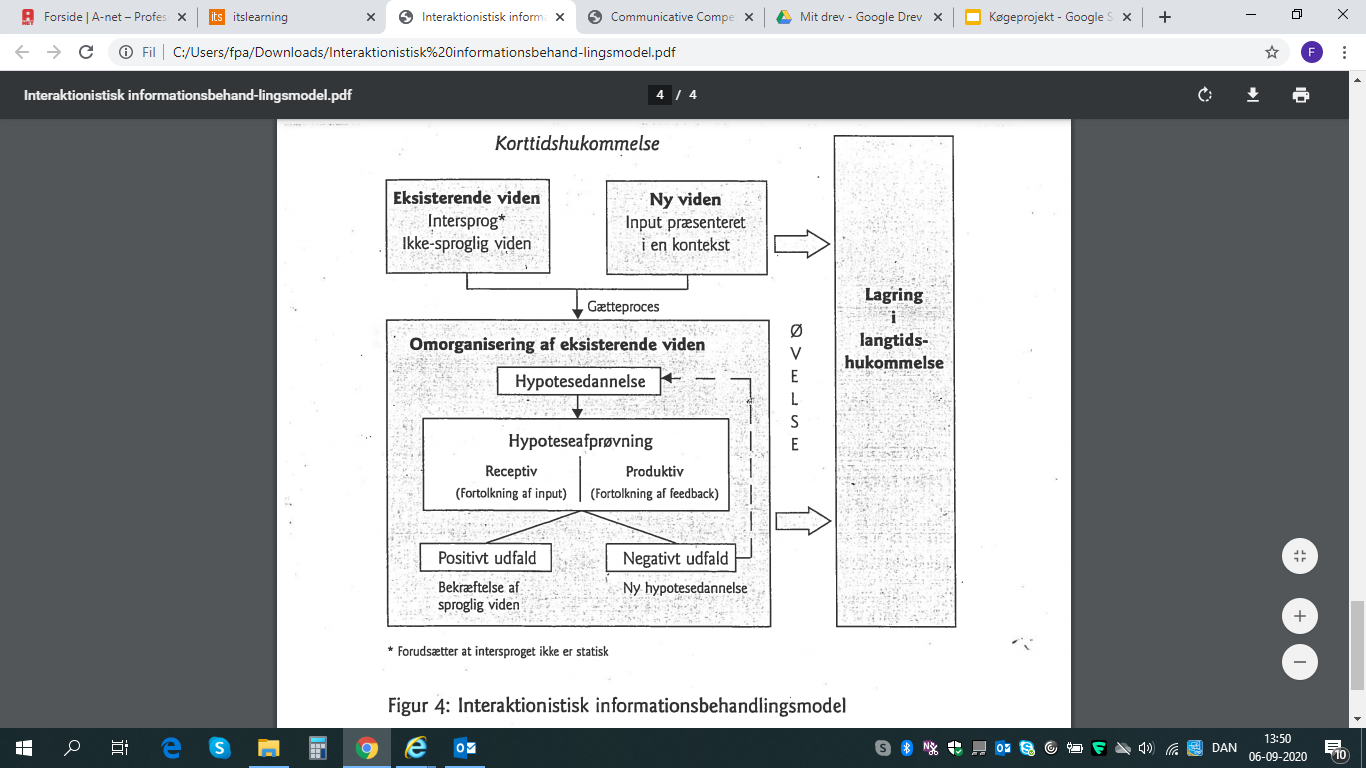 Forside | A-net – Profes
itslearning
Interaktionistisk informa
Communicative Compe
Mit drev - Google Drev
Køgeprojekt - Google S
Fil
C:/Users/fpa/Downloads/Interaktionistisk%20informationsbehand-lingsmodel.pdf
F
Interaktionistisk informationsbehand-lingsmodel.pdf
4 / 4
Korttidshukommelse
Eksisterende viden
Intersprog*
Ikke-sproglig viden
Ny viden
Input præsenteret
i en kontekst
Gætteproces
Omorganisering af eksisterende viden
Hypotesedannelse
Hypoteseafprøvning
Receptiv
(Fortolkning af input)
Produktiv
(Fortolkning af feedback)
Positivt udfald
Negativt udfald
Bekræftelse af
sproglig viden
Ny hypotesedannelse
Ø
V
E
L
S
E
Lagring
i
langtids-
hukommelse
* Forudsætter at intersproget ikke er statisk
Figur 4: Interaktionistisk informationsbehandlingsmodel
DAN
13:50
06-09-2020
10